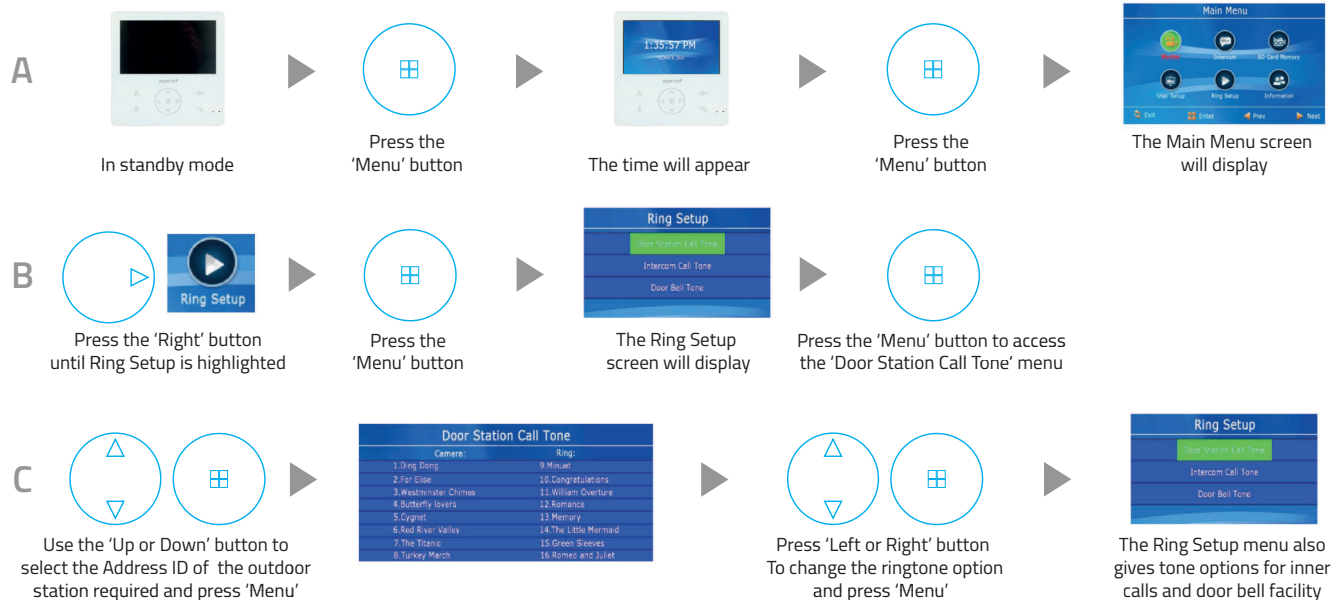 A
1:35:57 PM
In standby mode
Press the
'Menu' button
The time will appear
Press the
'Menu' button
Main Menu
Intercom
SD Card Memory
User Setup
Ring Setup
Information
Exit
Enter
Prev
Next
The Main Menu screen
will display
B
Ring Setup
Press the 'Right' button
until Ring Setup is highlighted
Press the
'Menu' button
Ring Setup
Door Station Call Tone
Intercom Call Tone
Door Bell Tone
The Ring Setup
screen will display
Press the 'Menu' button to access
the 'Door Station Call Tone' menu
C
Use the 'Up or Down' button to
select the Address ID of the outdoor
station required and press 'Menu'
Door Station Call Tone
Camera: Ring:
1.Ding Dong 9.Minuet
2.For Elise 10.Congratulations
3.Westminster Chimes 11.William Overture
4.Butterfly lovers 12.Romance
5.Cygnet 13.Memory
6.Red River Valley 14.The Little Mermaid
7.The Titanic 15.Green Sleeves
8.Turkey March 16.Romeo and Juliet
Press 'Left or Right' button
To change the ringtone option
and press 'Menu'
Ring Setup
Door Station Call Tone
Intercom Call Tone
Door Bell Tone
The Ring Setup menu also
gives tone options for inner
calls and door bell facility